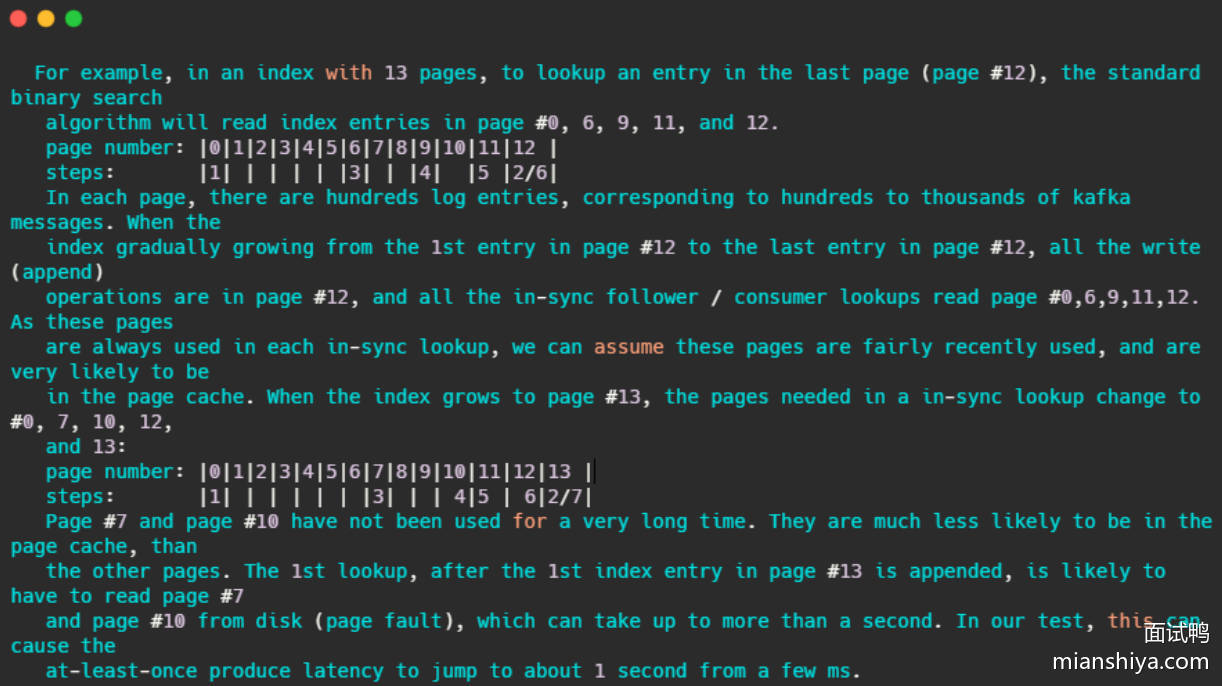 For example, in an index with 13 pages, to lookup an entry in the last page (page #12), the standard
binary search
algorithm will read index entries in page #0, 6, 9, 11, and 12.
page number: |0|1|2|3|4|5|6|7|8|9|10|11|12 |
steps:       |1| | | | | |3| | |4|  |5 |2/6|
In each page, there are hundreds log entries, corresponding to hundreds to thousands of kafka
messages. When the
index gradually growing from the 1st entry in page #12 to the last entry in page #12, all the write
(append)
operations are in page #12, and all the in-sync follower / consumer lookups read page #0,6,9,11,12.
As these pages
are always used in each in-sync lookup, we can assume these pages are fairly recently used, and are
very likely to be
in the page cache. When the index grows to page #13, the pages needed in a in-sync lookup change to
#0, 7, 10, 12,
and 13:
page number: |0|1|2|3|4|5|6|7|8|9|10|11|12|13 |
steps:       |1| | | | | | |3| | | 4|5 | 6|2/7|
Page #7 and page #10 have not been used for a very long time. They are much less likely to be in the
page cache, than
the other pages. The 1st lookup, after the 1st index entry in page #13 is appended, is likely to
have to read page #7
and page #10 from disk (page fault), which can take up to more than a second. In our test, this can
cause the
at-least-once produce latency to jump to about 1 second from a few ms.
面试鸭
mianshiya.com